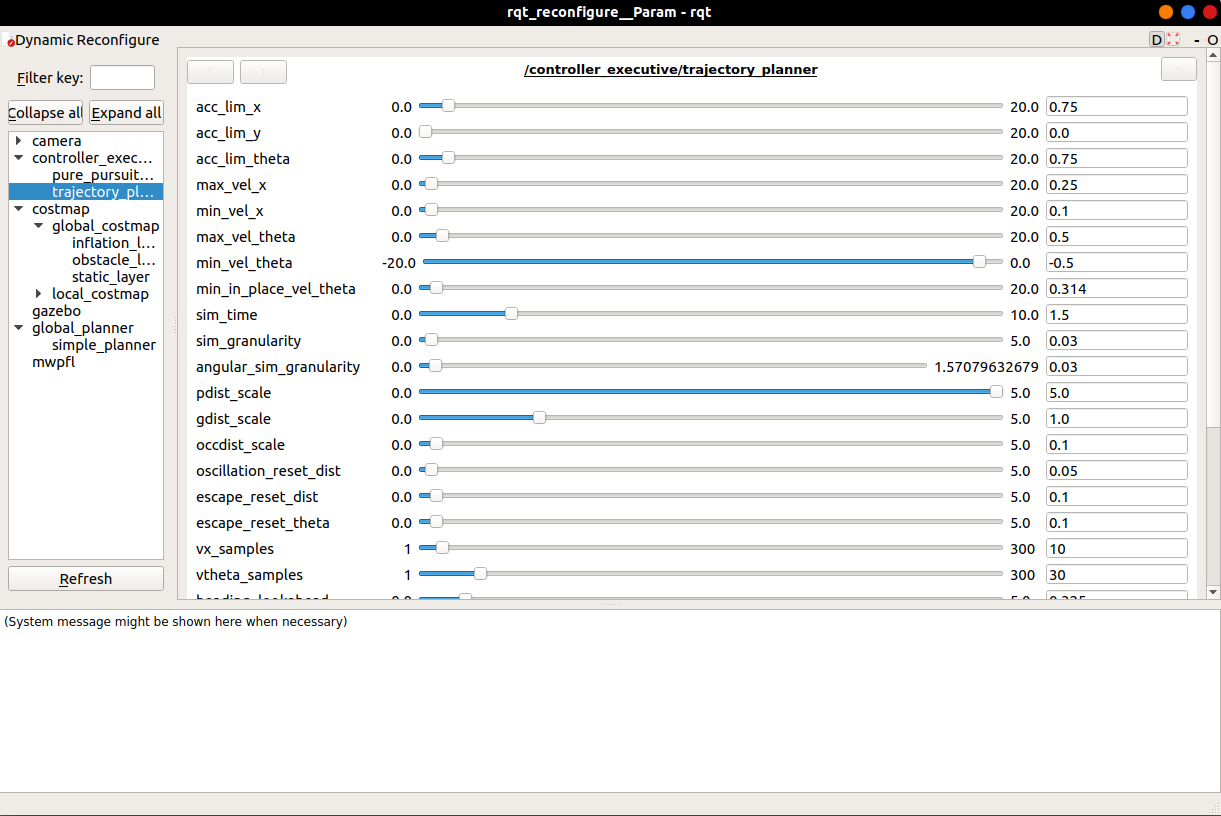 rqt_reconfigure__Param - rqt
Dynamic Reconfigure
D
- O
Filter key:
Collapse all Expand all
camera
controller_exec...
pure_pursuit...
trajectory_pl...
costmap
global_costmap
inflation_l...
obstacle_l...
static_layer
local_costmap
gazebo
global_planner
simple_planner
mwpfl
Refresh
/controller_executive/trajectory_planner
acc_lim_x 0.0 20.0 0.75
acc_lim_y 0.0 20.0 0.0
acc_lim_theta 0.0 20.0 0.75
max_vel_x 0.0 20.0 0.25
min_vel_x 0.0 20.0 0.1
max_vel_theta 0.0 20.0 0.5
min_vel_theta -20.0 0.0 -0.5
min_in_place_vel_theta 0.0 20.0 0.314
sim_time 0.0 10.0 1.5
sim_granularity 0.0 5.0 0.03
angular_sim_granularity 0.0 1.57079632679 0.03
pdist_scale 0.0 5.0 5.0
gdist_scale 0.0 5.0 1.0
occdist_scale 0.0 5.0 0.1
oscillation_reset_dist 0.0 5.0 0.05
escape_reset_dist 0.0 5.0 0.1
escape_reset_theta 0.0 5.0 0.1
vx_samples 1 300 10
vtheta_samples 1 300 30
heading_lookahead 0.0 5.0 0.325
(System message might be shown here when necessary)